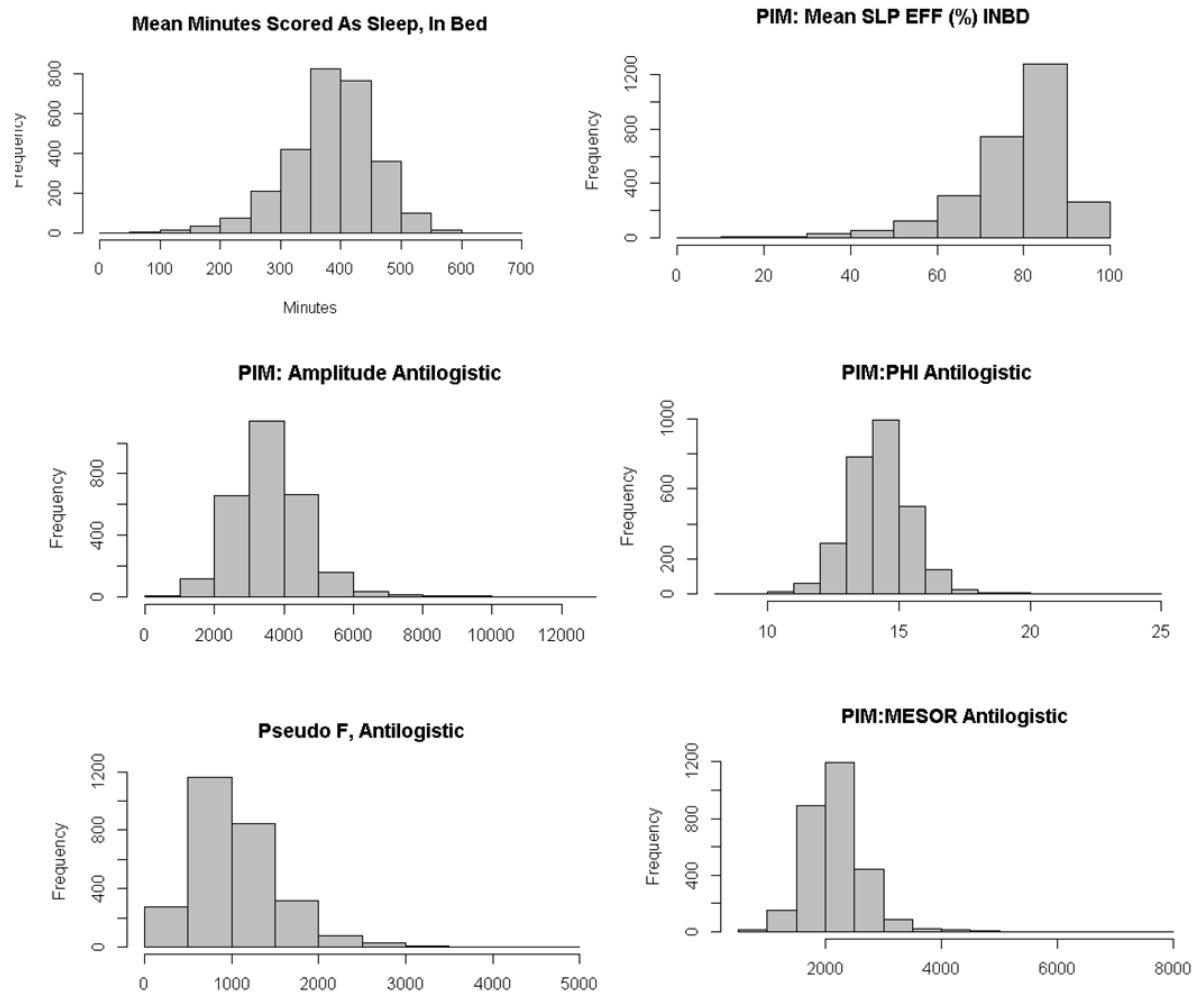 Mean Minutes Scored As Sleep, In Bed
Frequency
0 200 400 600 800
0 100 200 300 400 500 600 700
Minutes
PIM: Mean SLP EFF (%) INBD
Frequency
0 400 800 1200
0 20 40 60 80 100
PIM: Amplitude Antilogistic
Frequency
0 400 800
0 2000 4000 6000 8000 10000 12000
PIM:PHI Antilogistic
Frequency
0 200 600 1000
10 15 20 25
Pseudo F, Antilogistic
Frequency
0 400 800 1200
0 1000 2000 3000 4000 5000
PIM:MESOR Antilogistic
Frequency
0 400 800 1200
2000 4000 6000 8000